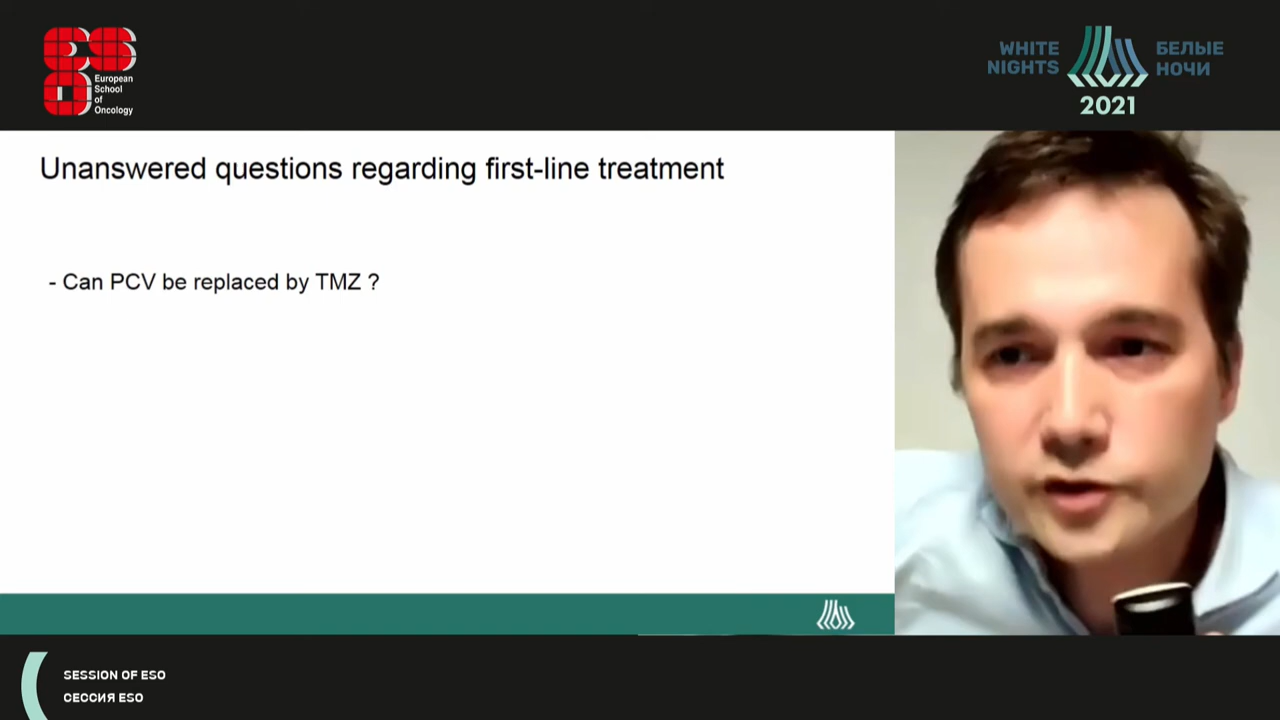 European
School
of
Oncology
WHITE
NIGHTS
БЕЛЫЕ
НОЧИ
2021
Unanswered questions regarding first-line treatment
- Can PCV be replaced by TMZ ?
SESSION OF ESO
СЕССИЯ ESO